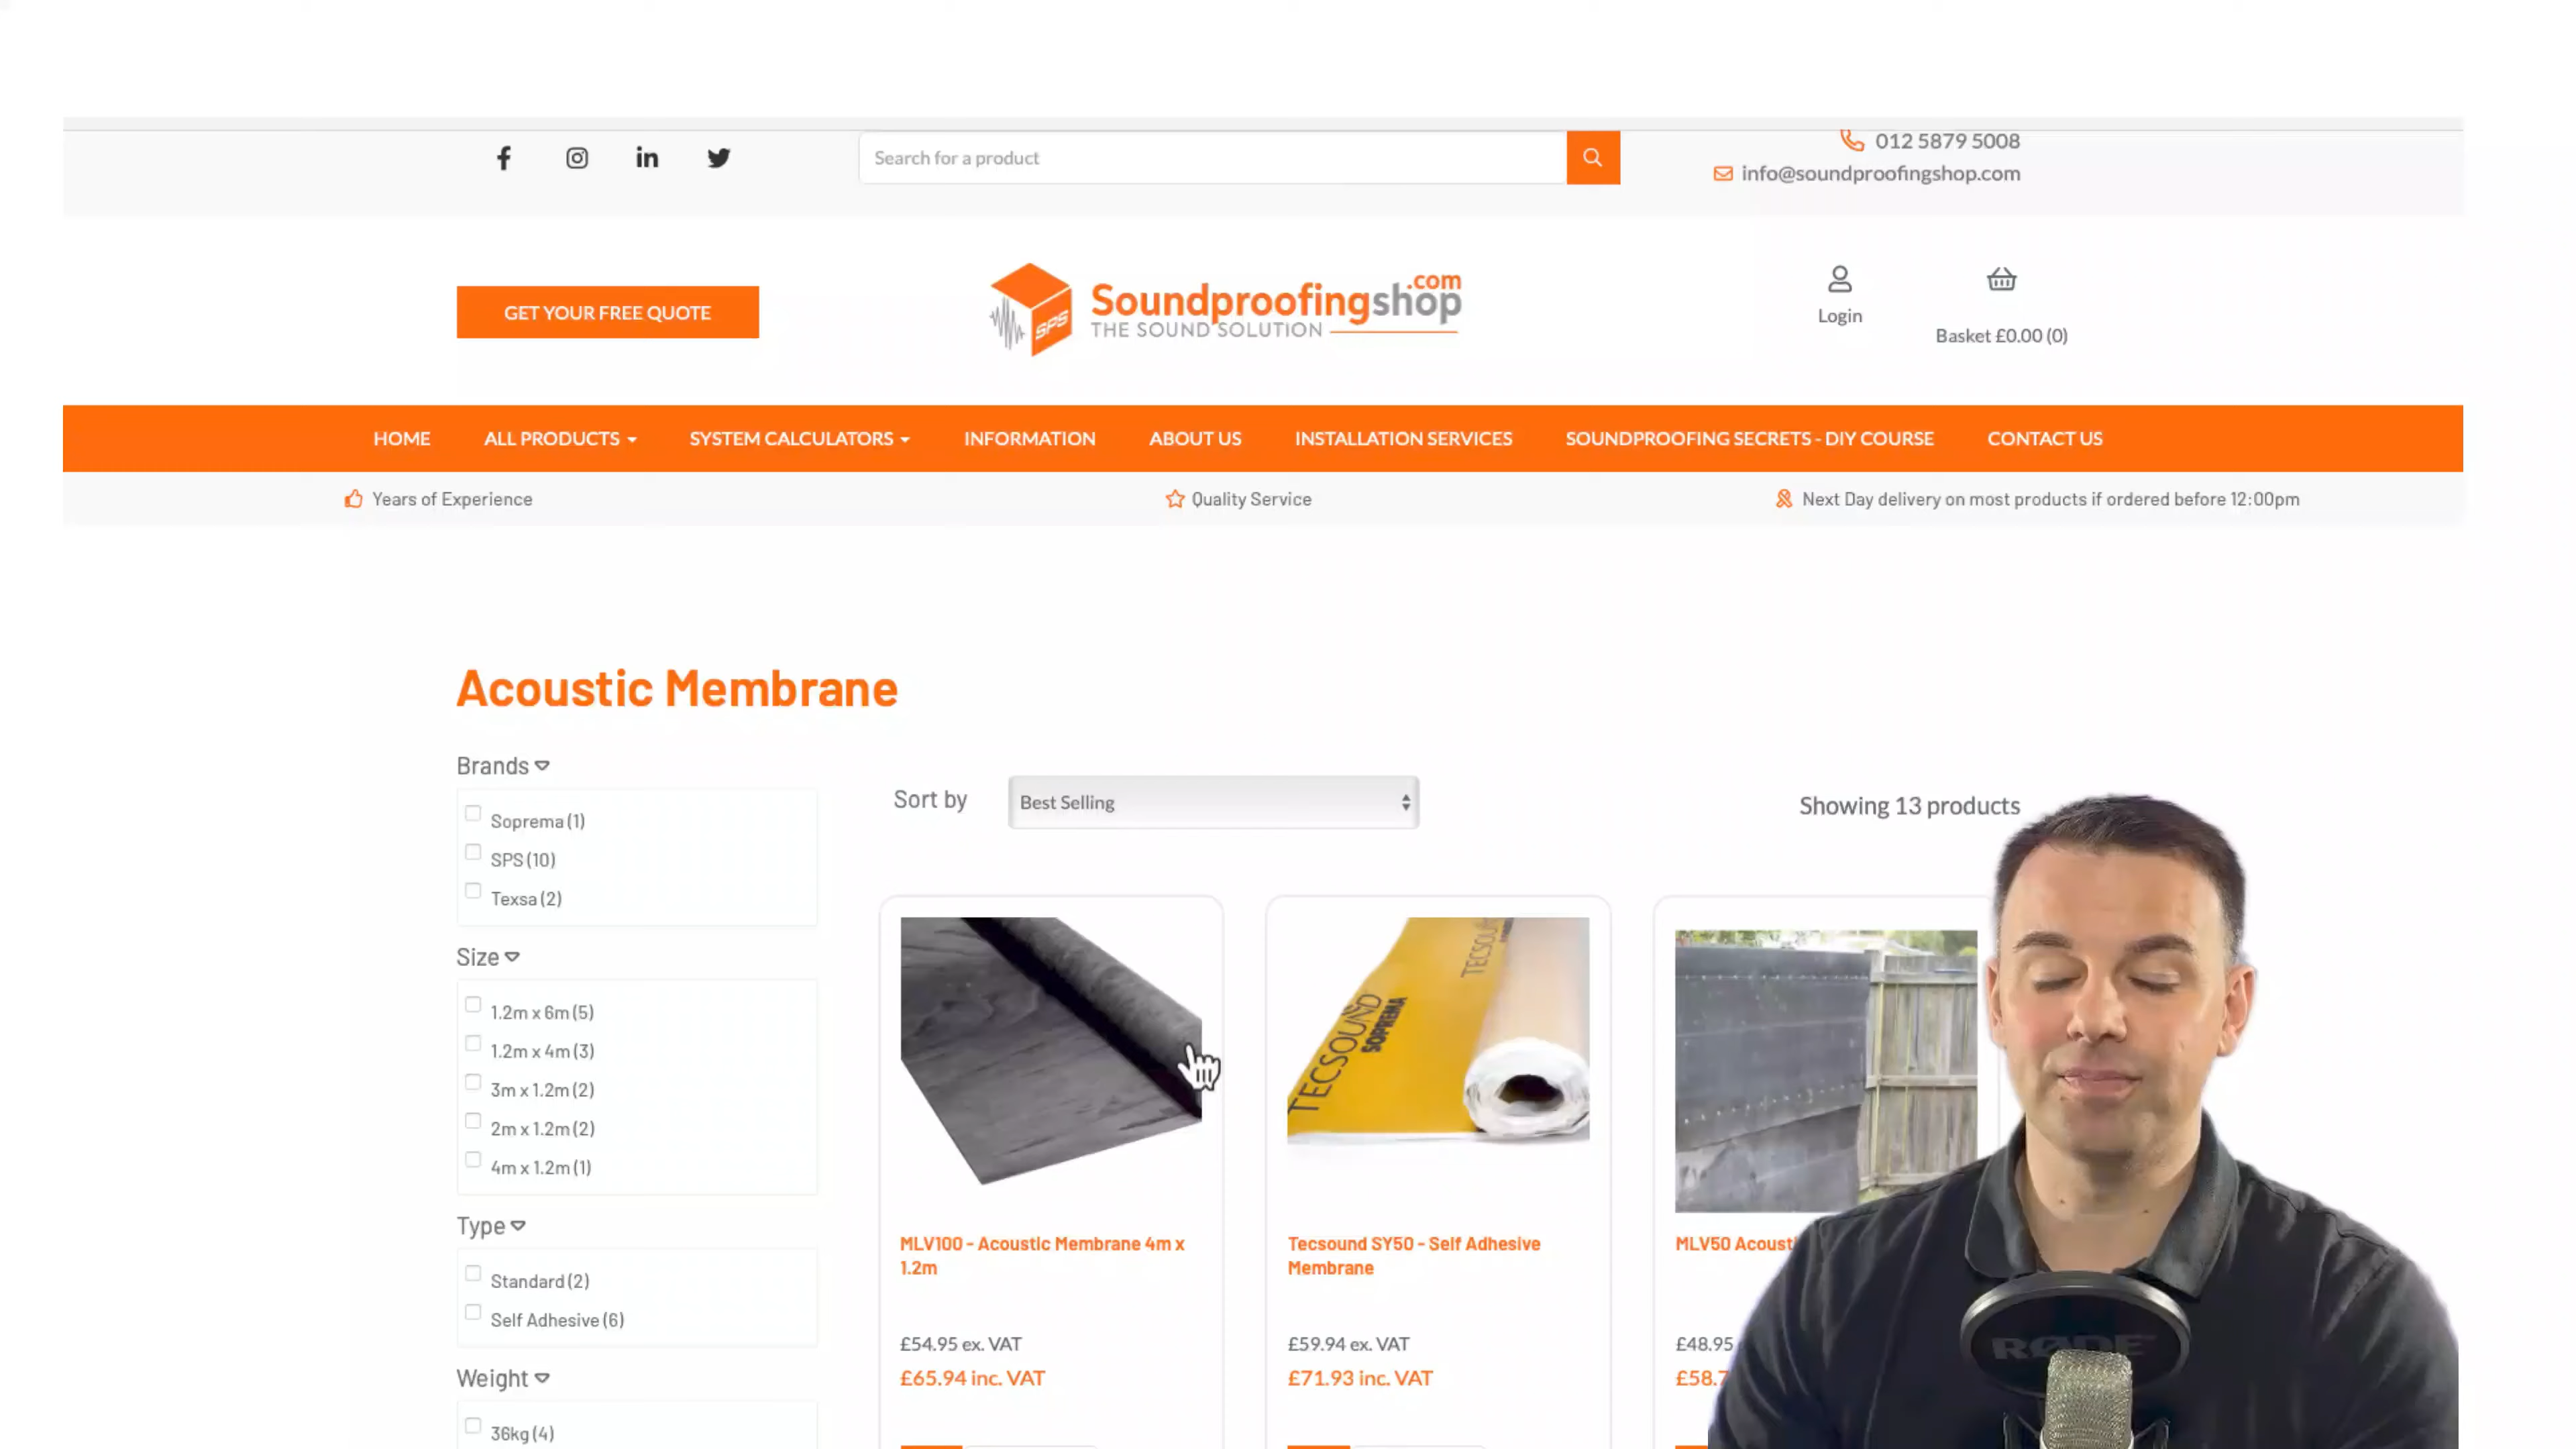 Search for a product
012 5879 5008
info@soundproofingshop.com
GET YOUR FREE QUOTE
SPS
Soundproofingshop.com
THE SOUND SOLUTION
Login
Basket £0.00 (0)
HOME
ALL PRODUCTS
SYSTEM CALCULATORS
INFORMATION
ABOUT US
INSTALLATION SERVICES
SOUNDPROOFING SECRETS - DIY COURSE
CONTACT US
Years of Experience
Quality Service
Next Day delivery on most products if ordered before 12:00pm
Acoustic Membrane
Brands
Soprema (1)
SPS (10)
Texsa (2)
Size
1.2m x 6m (5)
1.2m x 4m (3)
3m x 1.2m (2)
2m x 1.2m (2)
4m x 1.2m (1)
Type
Standard (2)
Self Adhesive (6)
Weight
36kg (4)
Sort by
Best Selling
Showing 13 products
TECSOUND
SOPREMA
MLV100 - Acoustic Membrane 4m x
1.2m
£54.95 ex. VAT
£65.94 inc. VAT
Tecsound SY50 - Self Adhesive
Membrane
£59.94 ex. VAT
£71.93 inc. VAT
MLV50
£48.95
RØDE